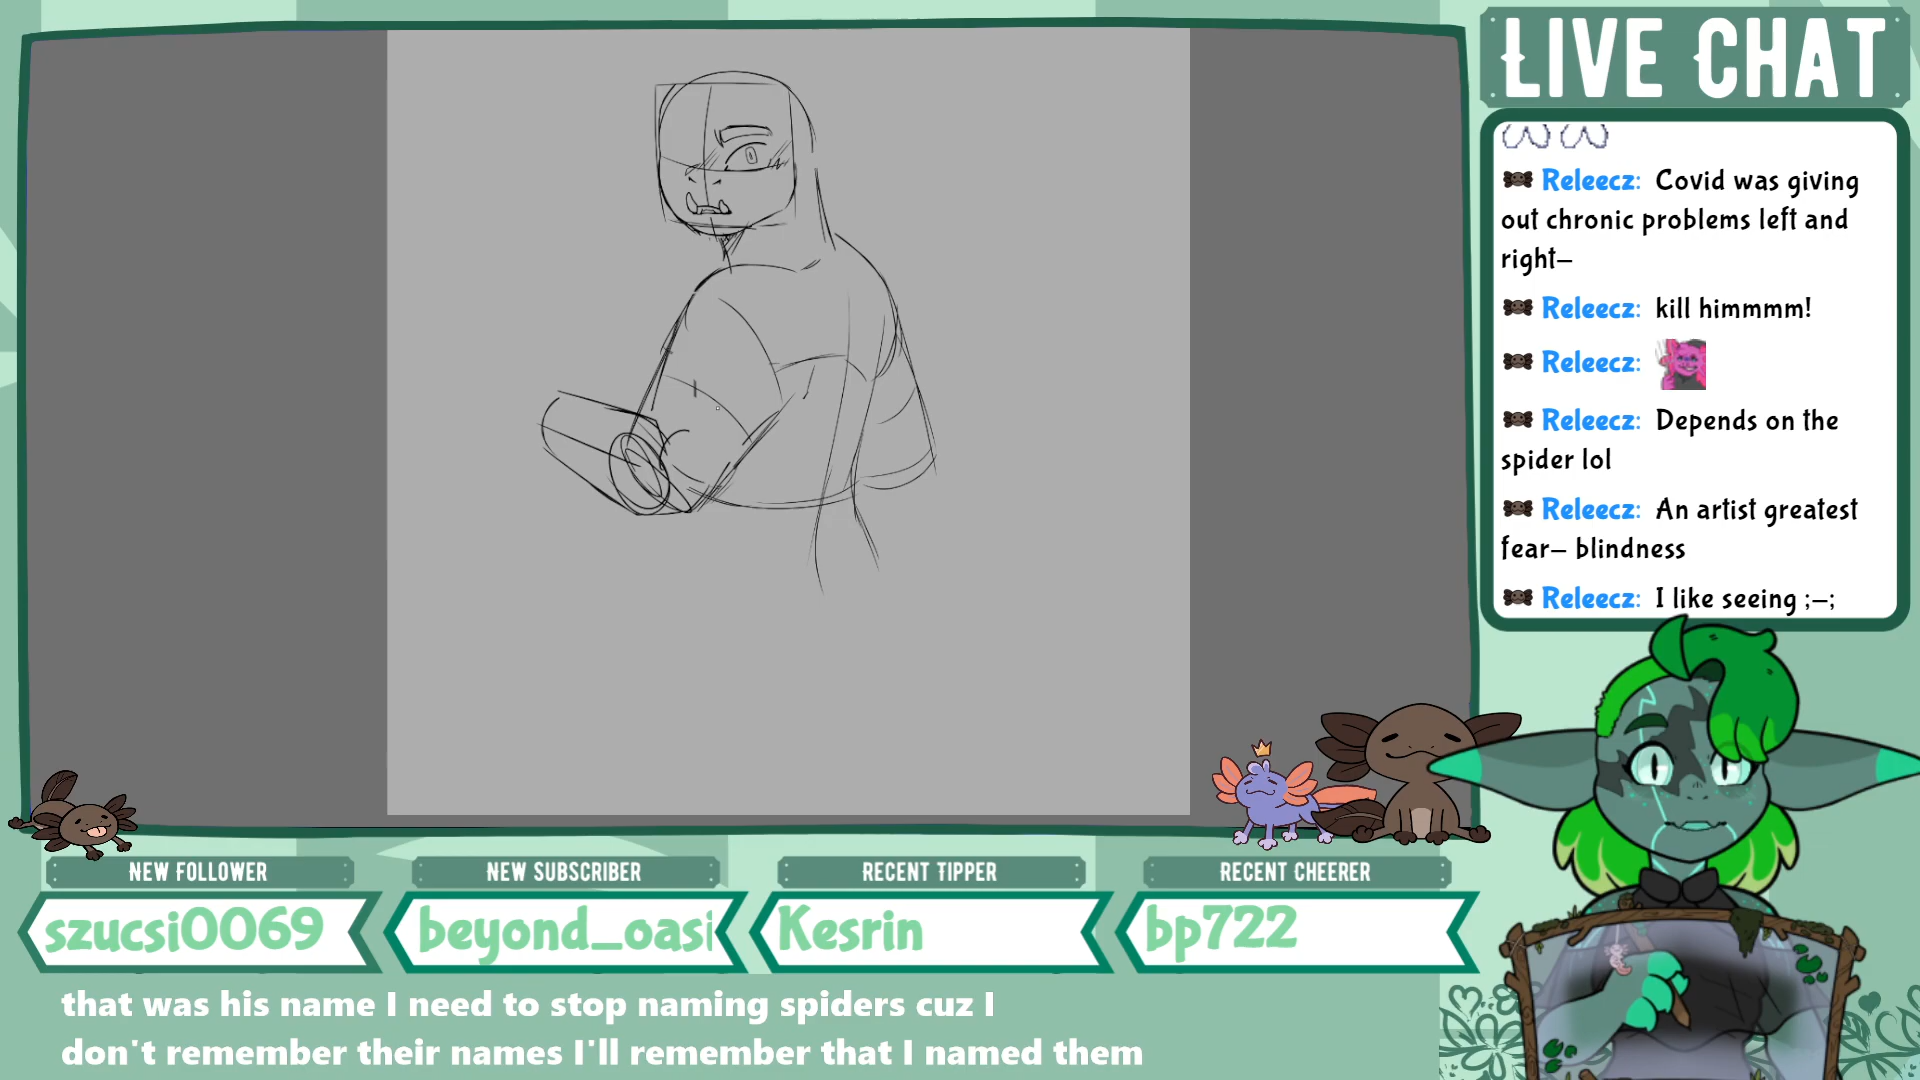 LIVE CHAT
Releecz: Covid was giving
out chronic problems left and
right–
Releecz: kill himmmm!
Releecz:
Releecz: Depends on the
spider lol
Releecz: An artist greatest
fear– blindness
Releecz: I like seeing ;–;
NEW FOLLOWER
NEW SUBSCRIBER
RECENT TIPPER
RECENT CHEERER
szucsi0069
beyond_oasi
Kesrin
bp722
that was his name I need to stop naming spiders cuz I
don't remember their names I'll remember that I named them